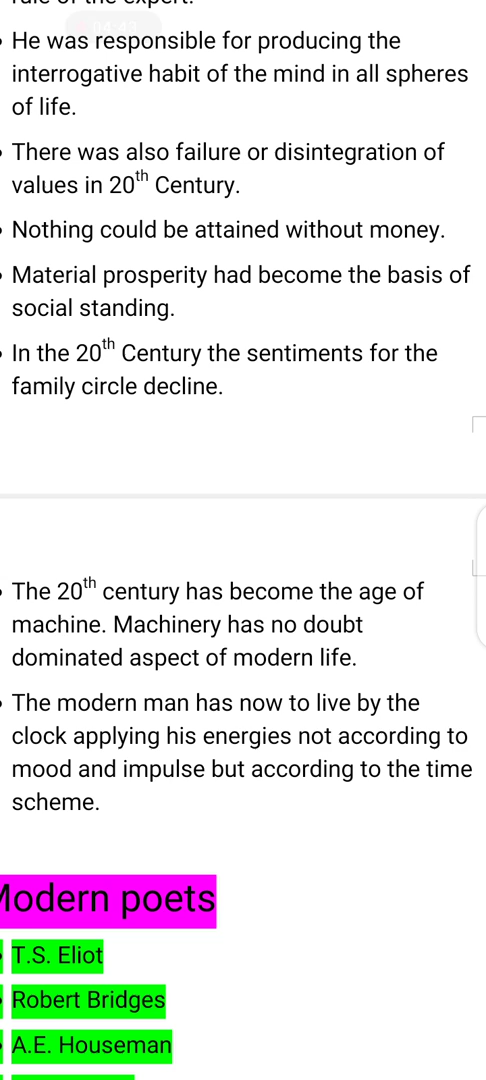 rule of the expert.
• He was responsible for producing the
interrogative habit of the mind in all spheres
of life.
• There was also failure or disintegration of
values in 20th Century.
• Nothing could be attained without money.
• Material prosperity had become the basis of
social standing.
• In the 20th Century the sentiments for the
family circle decline.
• The 20th century has become the age of
machine. Machinery has no doubt
dominated aspect of modern life.
• The modern man has now to live by the
clock applying his energies not according to
mood and impulse but according to the time
scheme.
Modern poets
• T.S. Eliot
• Robert Bridges
• A.E. Houseman